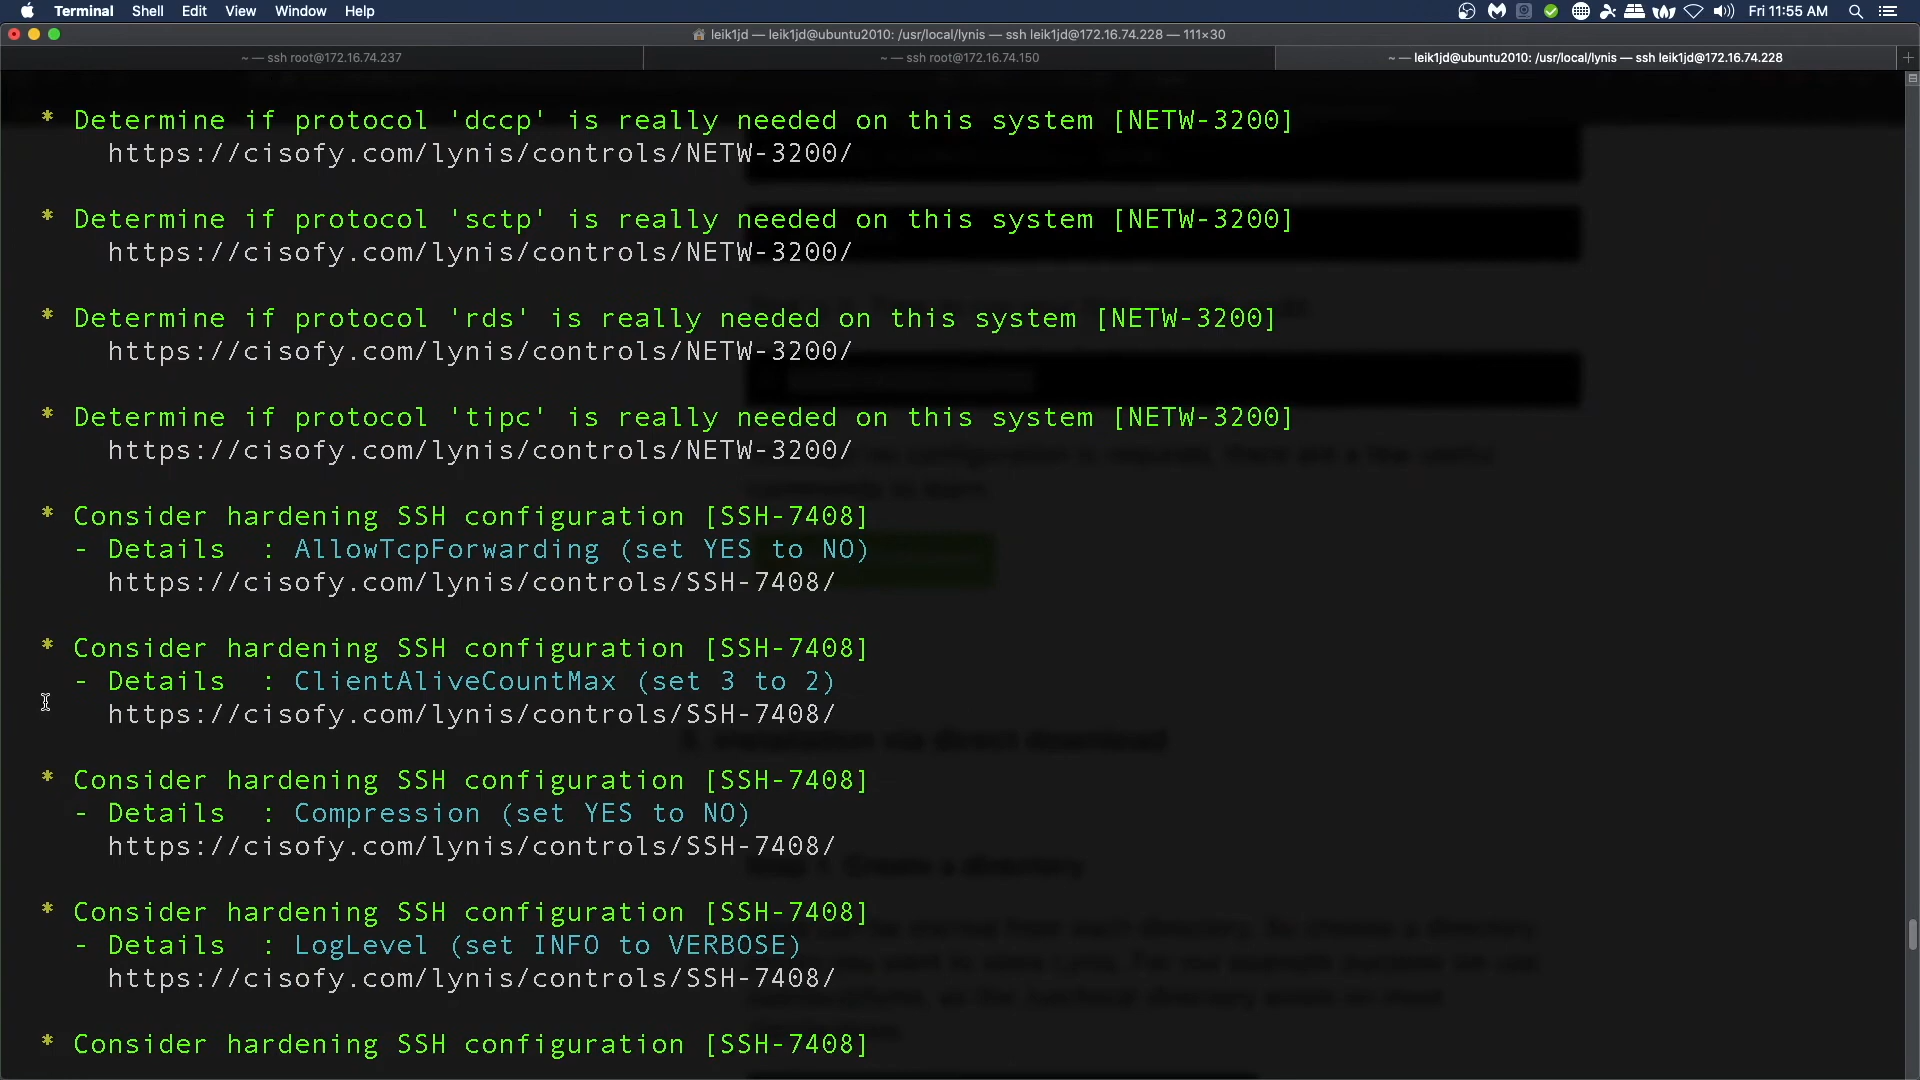 Terminal Shell Edit View Window Help Fri 11:55 AM
leik1jd — leik1jd@ubuntu2010: /usr/local/lynis — ssh leik1jd@172.16.74.228 — 111×30
~ — ssh root@172.16.74.237 ~ — ssh root@172.16.74.150 ~ — leik1jd@ubuntu2010: /usr/local/lynis — ssh leik1jd@172.16.74.228
* Determine if protocol 'dccp' is really needed on this system [NETW-3200]
https://cisofy.com/lynis/controls/NETW-3200/
* Determine if protocol 'sctp' is really needed on this system [NETW-3200]
https://cisofy.com/lynis/controls/NETW-3200/
* Determine if protocol 'rds' is really needed on this system [NETW-3200]
https://cisofy.com/lynis/controls/NETW-3200/
* Determine if protocol 'tipc' is really needed on this system [NETW-3200]
https://cisofy.com/lynis/controls/NETW-3200/
* Consider hardening SSH configuration [SSH-7408]
- Details : AllowTcpForwarding (set YES to NO)
https://cisofy.com/lynis/controls/SSH-7408/
* Consider hardening SSH configuration [SSH-7408]
- Details : ClientAliveCountMax (set 3 to 2)
https://cisofy.com/lynis/controls/SSH-7408/
3. Installation via direct download
* Consider hardening SSH configuration [SSH-7408]
- Details : Compression (set YES to NO)
https://cisofy.com/lynis/controls/SSH-7408/
Step 1. Create a directory
* Consider hardening SSH configuration [SSH-7408]
- Details : LogLevel (set INFO to VERBOSE)
https://cisofy.com/lynis/controls/SSH-7408/
* Consider hardening SSH configuration [SSH-7408]